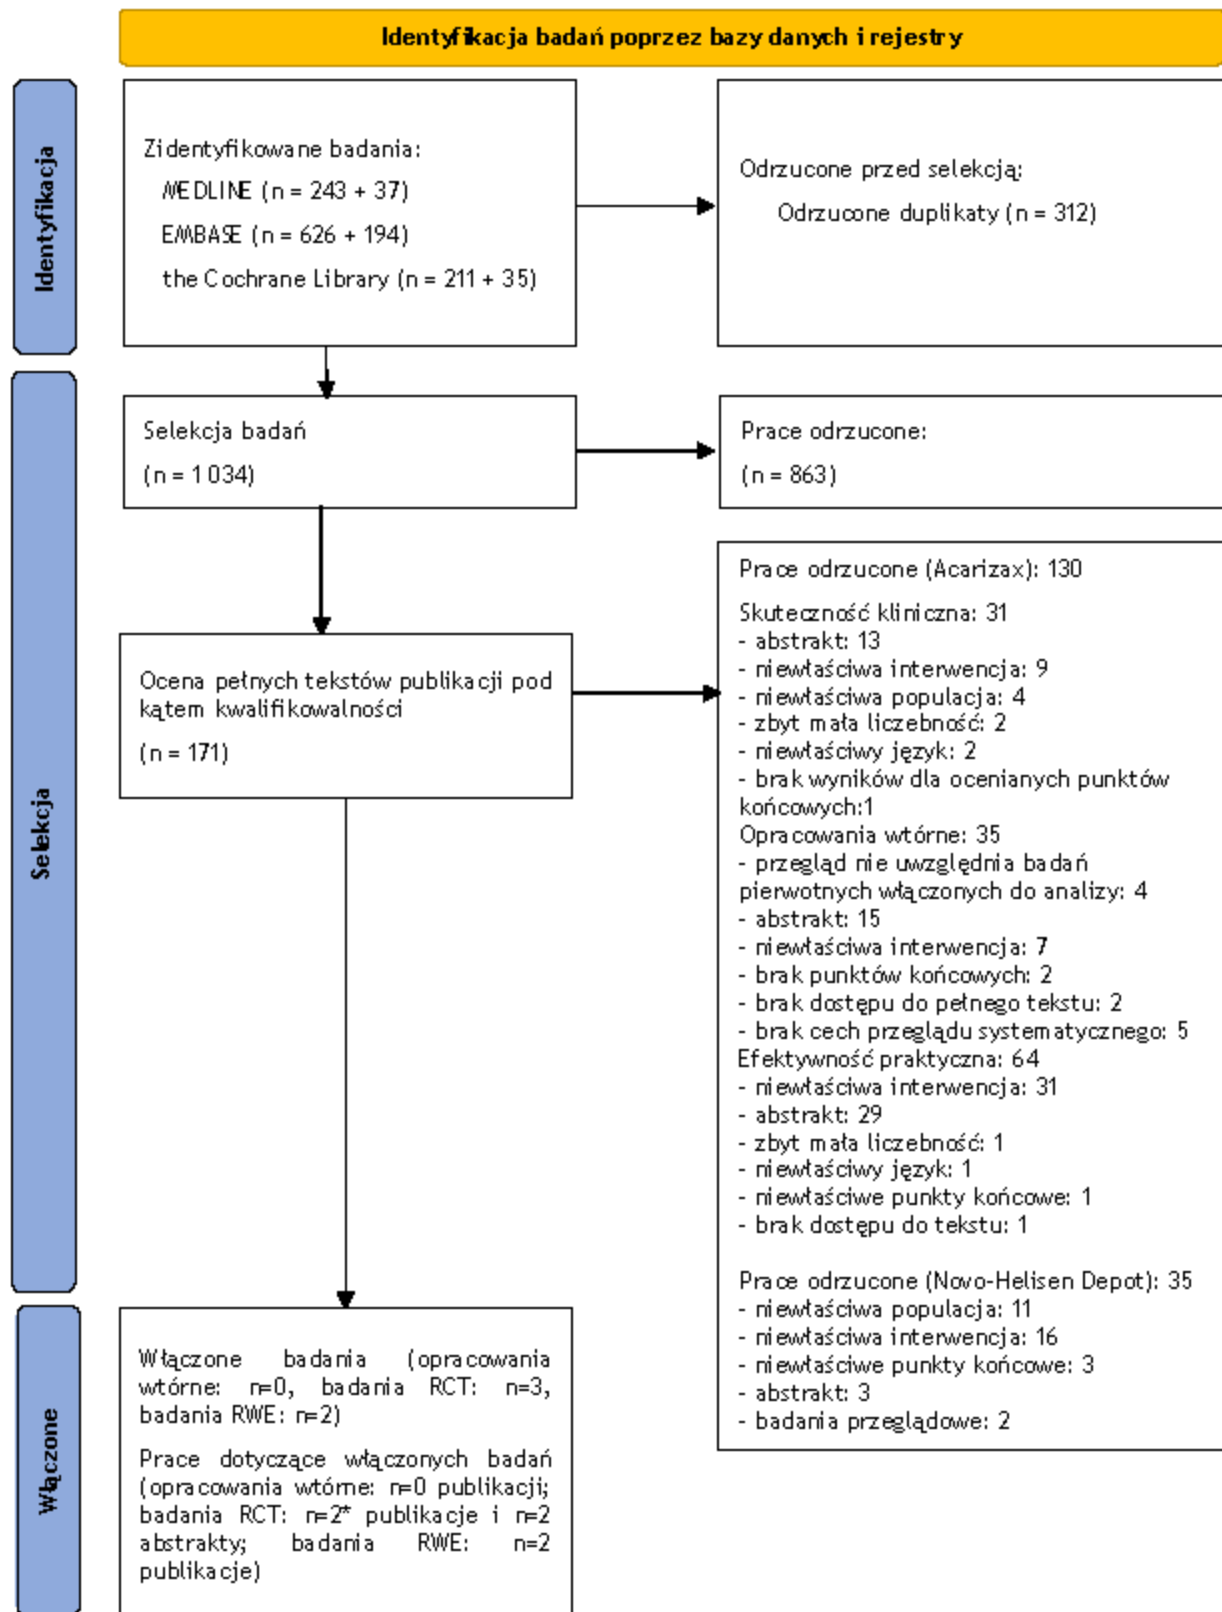 Identyfikacja badań poprzez bazy danych i rejestry
Identyfikacja
Zidentyfikowane badania:
MEDLINE (n = 243 + 37)
EMBASE (n = 626 + 194)
the Cochrane Library (n = 211 + 35)
Odrzucone przed selekcją:
Odrzucone duplikaty (n = 312)
Selekcja
Selekcja badań
(n = 1 034)
Prace odrzucone:
(n = 863)
Ocena pełnych tekstów publikacji pod
kątem kwalifikowalności
(n = 171)
Prace odrzucone (Acarizax): 130
Skuteczność kliniczna: 31
- abstrakt: 13
- niewłaściwa interwencja: 9
- niewłaściwa populacja: 4
- zbyt mała liczebność: 2
- niewłaściwy język: 2
- brak wyników dla ocenianych punktów
końcowych:1
Opracowania wtórne: 35
- przegląd nie uwzględnia badań
pierwotnych włączonych do analizy: 4
- abstrakt: 15
- niewłaściwa interwencja: 7
- brak punktów końcowych: 2
- brak dostępu do pełnego tekstu: 2
- brak cech przeglądu systematycznego: 5
Efektywność praktyczna: 64
- niewłaściwa interwencja: 31
- abstrakt: 29
- zbyt mała liczebność: 1
- niewłaściwy język: 1
- niewłaściwe punkty końcowe: 1
- brak dostępu do tekstu: 1
Prace odrzucone (Novo-Helisen Depot): 35
- niewłaściwa populacja: 11
- niewłaściwa interwencja: 16
- niewłaściwe punkty końcowe: 3
- abstrakt: 3
- badania przeglądowe: 2
Włączone
Włączone badania (opracowania
wtórne: n=0, badania RCT: n=3,
badania RWE: n=2)
Prace dotyczące włączonych badań
(opracowania wtórne: n=0 publikacji;
badania RCT: n=2* publikacje i n=2
abstrakty; badania RWE: n=2
publikacje)